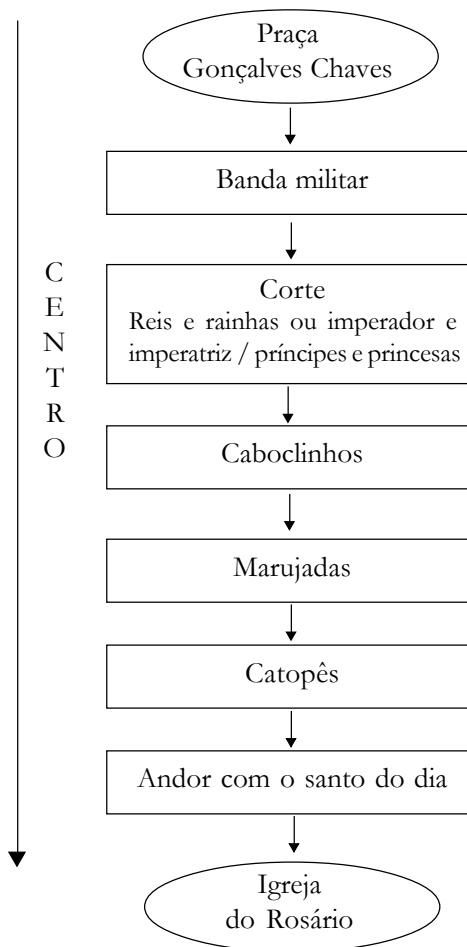 Praça
Gonçalves Chaves
Banda militar
CENTRO
Corte
Reis e rainhas ou imperador e
imperatriz / príncipes e princesas
Caboclinhos
Marujadas
Catopês
Andor com o santo do dia
Igreja
do Rosário